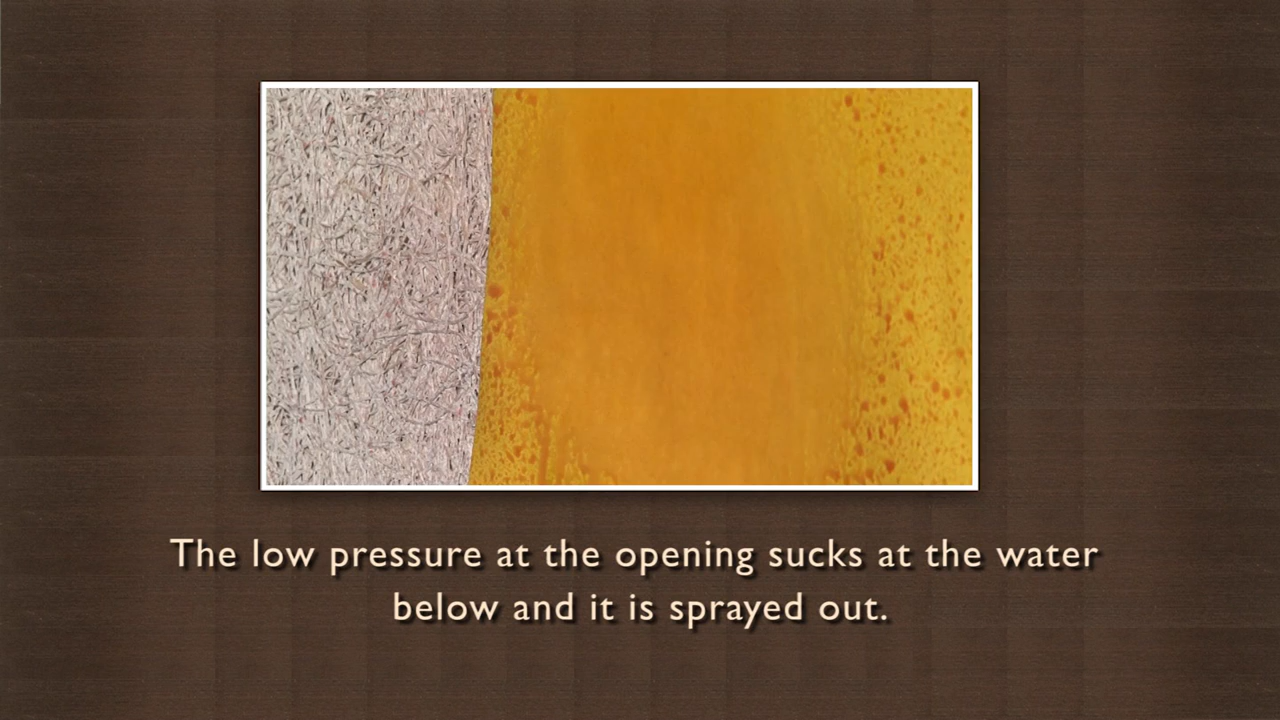 The low pressure at the opening sucks at the water
below and it is sprayed out.